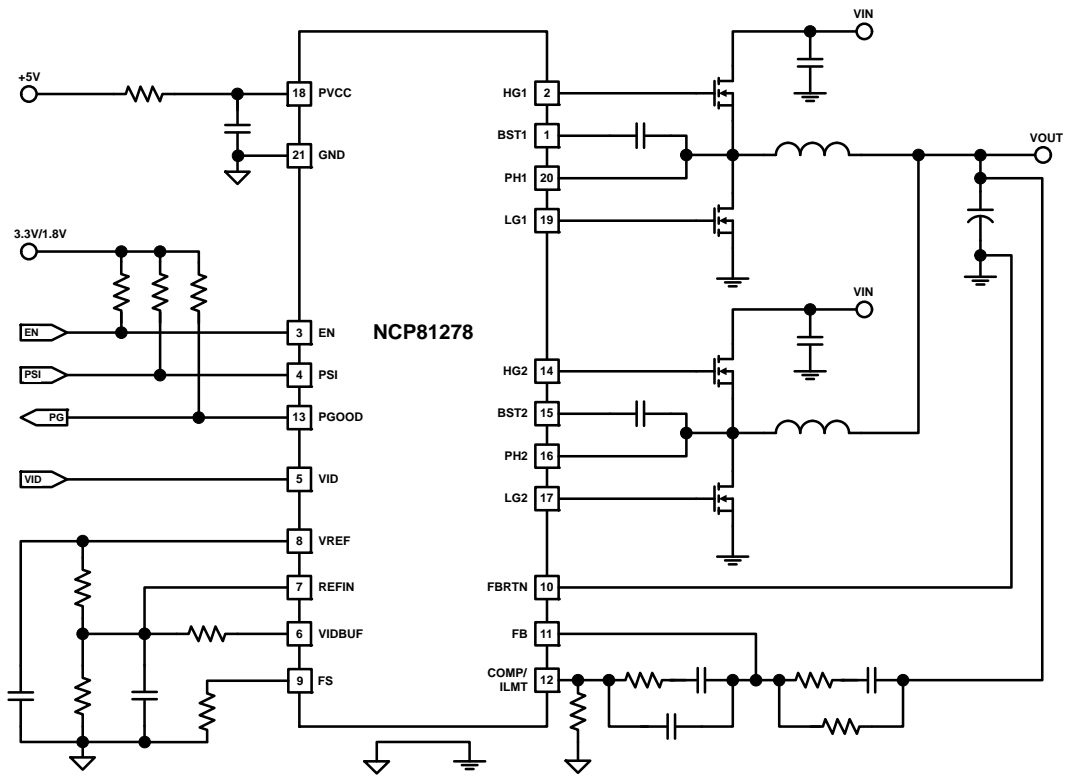 VIN
+5V
18 PVCC
HG1 2
BST1 1
VOUT
21 GND
PH1 20
LG1 19
3.3V/1.8V
VIN
EN
3 EN
NCP81278
PSI
4 PSI
HG2 14
PG
13 PGOOD
BST2 15
PH2 16
VID
5 VID
LG2 17
8 VREF
7 REFIN
FBRTN 10
6 VIDBUF
FB 11
9 FS
COMP/
ILMT 12